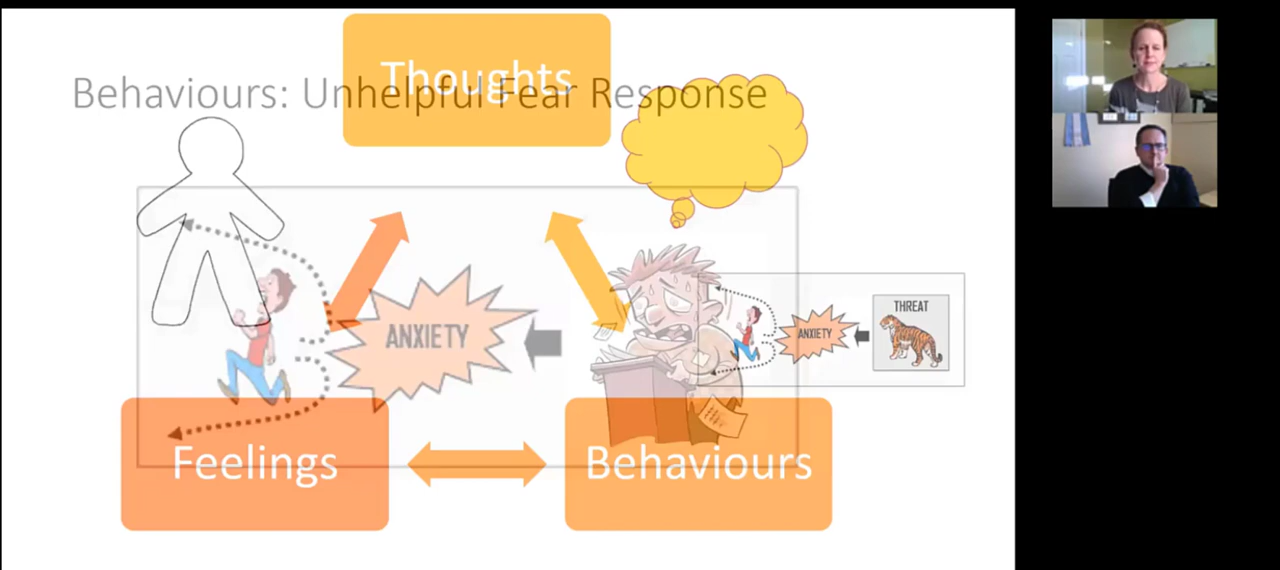 Thoughts
Behaviours: Unhelpful Fear Response
ANXIETY
ANXIETY
THREAT
Feelings
Behaviours